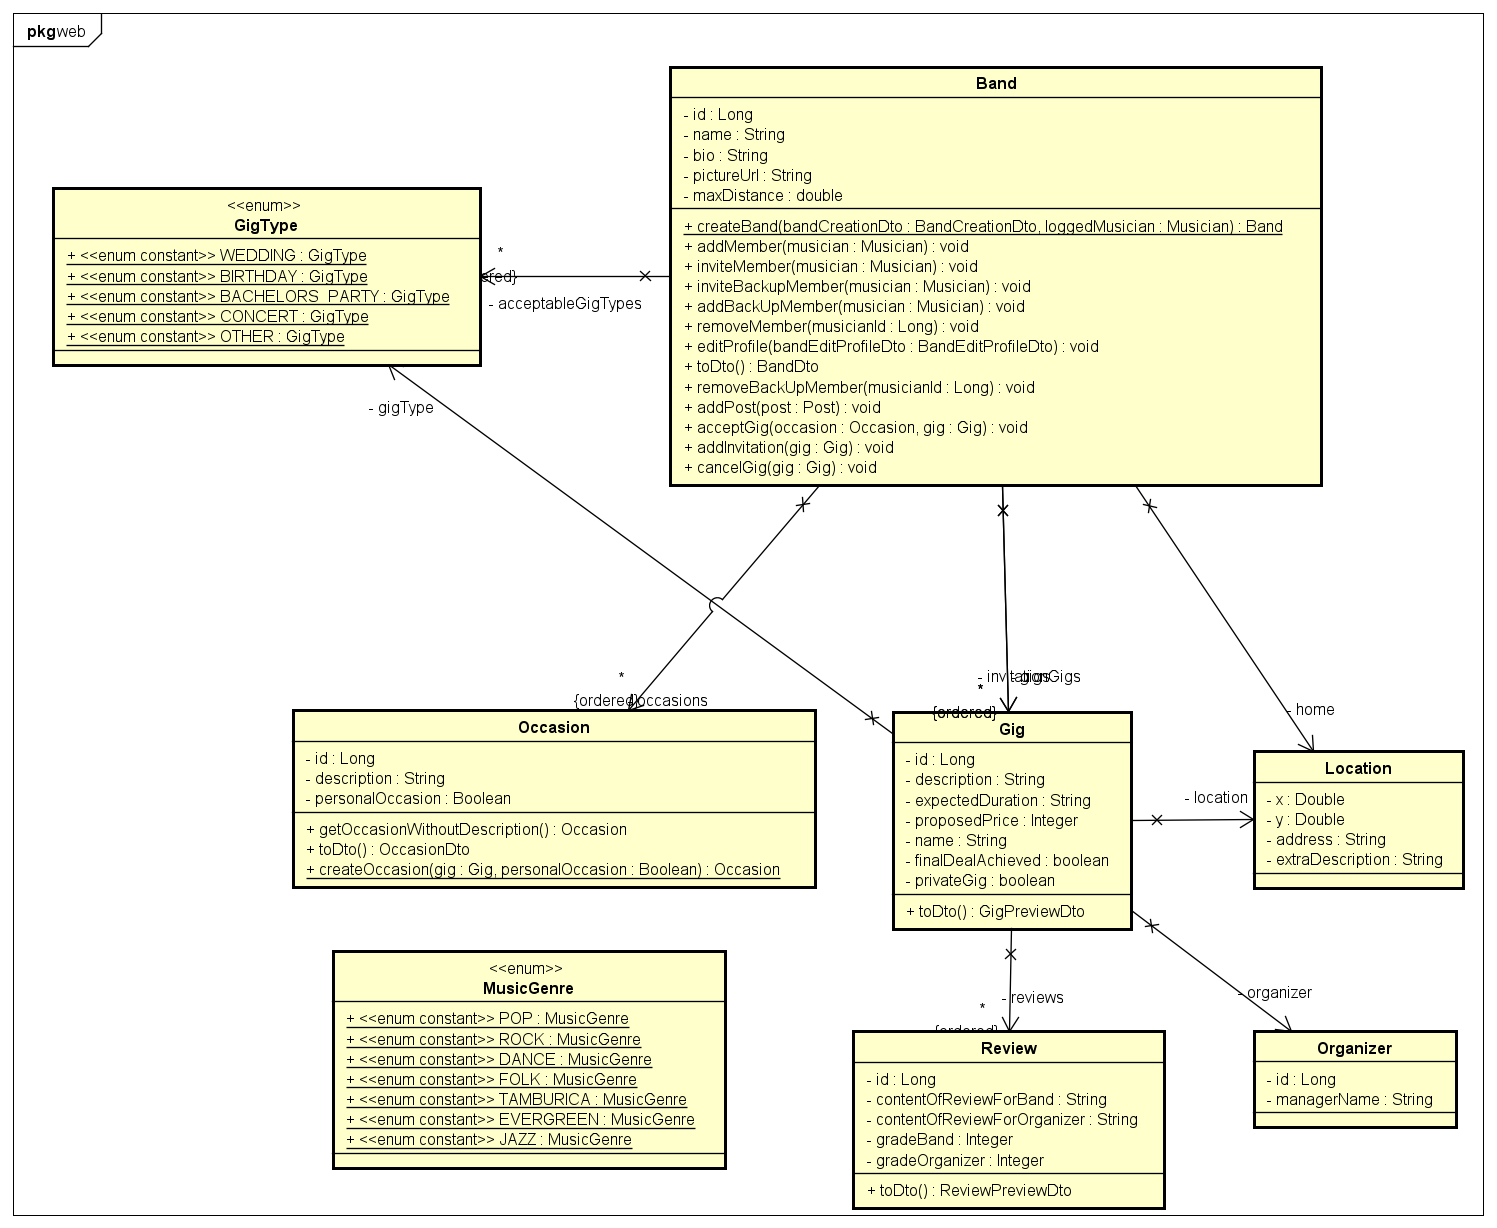 pkg web
Band
- id : Long
- name : String
- bio : String
- pictureUrl : String
- maxDistance : double
+ createBand(bandCreationDto : BandCreationDto, loggedMusician : Musician) : Band
+ addMember(musician : Musician) : void
+ inviteMember(musician : Musician) : void
+ inviteBackupMember(musician : Musician) : void
+ addBackUpMember(musician : Musician) : void
+ removeMember(musicianId : Long) : void
+ editProfile(bandEditProfileDto : BandEditProfileDto) : void
+ toDto() : BandDto
+ removeBackUpMember(musicianId : Long) : void
+ addPost(post : Post) : void
+ acceptGig(occasion : Occasion, gig : Gig) : void
+ addInvitation(gig : Gig) : void
+ cancelGig(gig : Gig) : void
<<enum>>
GigType
+ <<enum constant>> WEDDING : GigType
+ <<enum constant>> BIRTHDAY : GigType
+ <<enum constant>> BACHELORS_PARTY : GigType
+ <<enum constant>> CONCERT : GigType
+ <<enum constant>> OTHER : GigType
*
- acceptableGigTypes
- gigType
*
{ordered}
occasions
- invitationGigs
- gigs
*
{ordered}
- home
Occasion
- id : Long
- description : String
- personalOccasion : Boolean
+ getOccasionWithoutDescription() : Occasion
+ toDto() : OccasionDto
+ createOccasion(gig : Gig, personalOccasion : Boolean) : Occasion
Gig
- id : Long
- description : String
- expectedDuration : String
- proposedPrice : Integer
- name : String
- finalDealAchieved : boolean
- privateGig : boolean
+ toDto() : GigPreviewDto
- location
Location
- x : Double
- y : Double
- address : String
- extraDescription : String
<<enum>>
MusicGenre
+ <<enum constant>> POP : MusicGenre
+ <<enum constant>> ROCK : MusicGenre
+ <<enum constant>> DANCE : MusicGenre
+ <<enum constant>> FOLK : MusicGenre
+ <<enum constant>> TAMBURICA : MusicGenre
+ <<enum constant>> EVERGREEN : MusicGenre
+ <<enum constant>> JAZZ : MusicGenre
- reviews
*
{ordered}
- organizer
Review
- id : Long
- contentOfReviewForBand : String
- contentOfReviewForOrganizer : String
- gradeBand : Integer
- gradeOrganizer : Integer
+ toDto() : ReviewPreviewDto
Organizer
- id : Long
- managerName : String